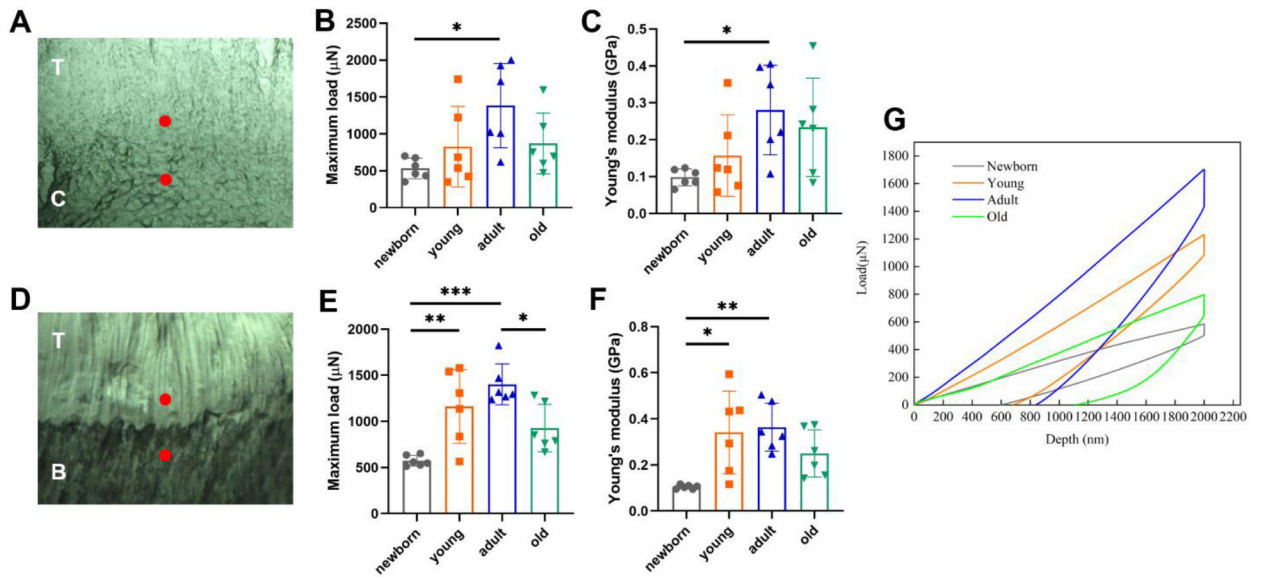 A
T
C
B
Maximum load (μN)
2500
2000
1500
1000
500
0
*
newborn
young
adult
old
C
Young's modulus (GPa)
0.5
0.4
0.3
0.2
0.1
0.0
*
newborn
young
adult
old
D
T
B
E
Maximum load (μN)
2000
1500
1000
500
0
***
**
*
newborn
young
adult
old
F
Young's modulus (GPa)
0.8
0.6
0.4
0.2
0.0
**
*
newborn
young
adult
old
G
Load(μN)
1800
1600
1400
1200
1000
800
600
400
200
0
Newborn
Young
Adult
Old
0 200 400 600 800 1000 1200 1400 1600 1800 2000 2200
Depth (nm)